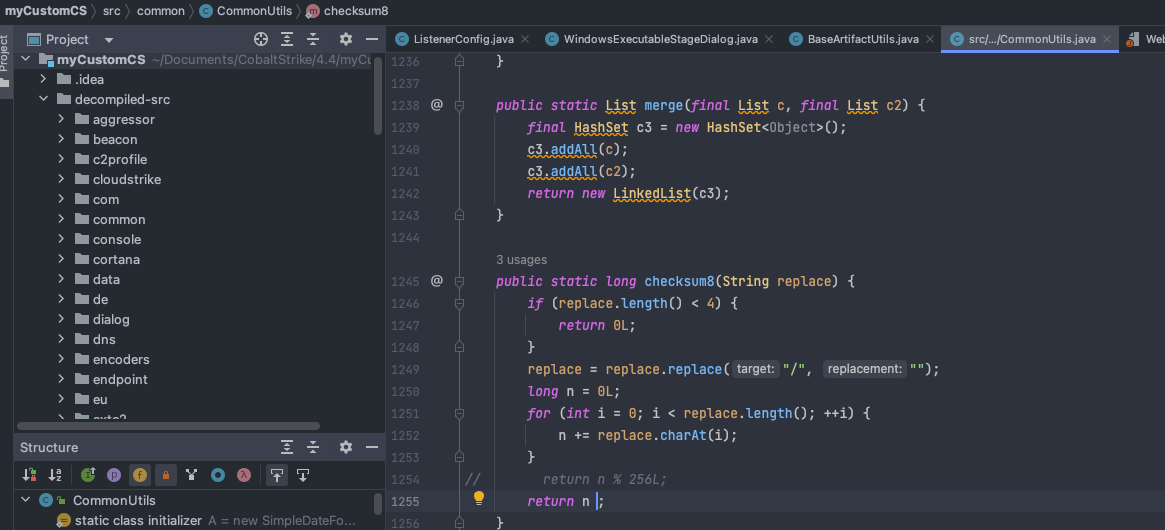 myCustomCS > src > common > CommonUtils > checksum8
Project
Project
ListenerConfig.java
WindowsExecutableStageDialog.java
BaseArtifactUtils.java
src/.../CommonUtils.java
Web
myCustomCS ~/Documents/CobaltStrike/4.4/myCu
.idea
decompiled-src
aggressor
beacon
c2profile
cloudstrike
com
common
console
cortana
data
de
dialog
dns
encoders
endpoint
eu
Structure
CommonUtils
static class initializer A = new SimpleDateFo...
1236 }
1237
1238 @ public static List merge(final List c, final List c2) {
1239 final HashSet c3 = new HashSet<Object>();
1240 c3.addAll(c);
1241 c3.addAll(c2);
1242 return new LinkedList(c3);
1243 }
1244
3 usages
1245 @ public static long checksum8(String replace) {
1246 if (replace.length() < 4) {
1247 return 0L;
1248 }
1249 replace = replace.replace( target: "/", replacement: "");
1250 long n = 0L;
1251 for (int i = 0; i < replace.length(); ++i) {
1252 n += replace.charAt(i);
1253 }
1254 // return n % 256L;
1255 return n ;
1256 }